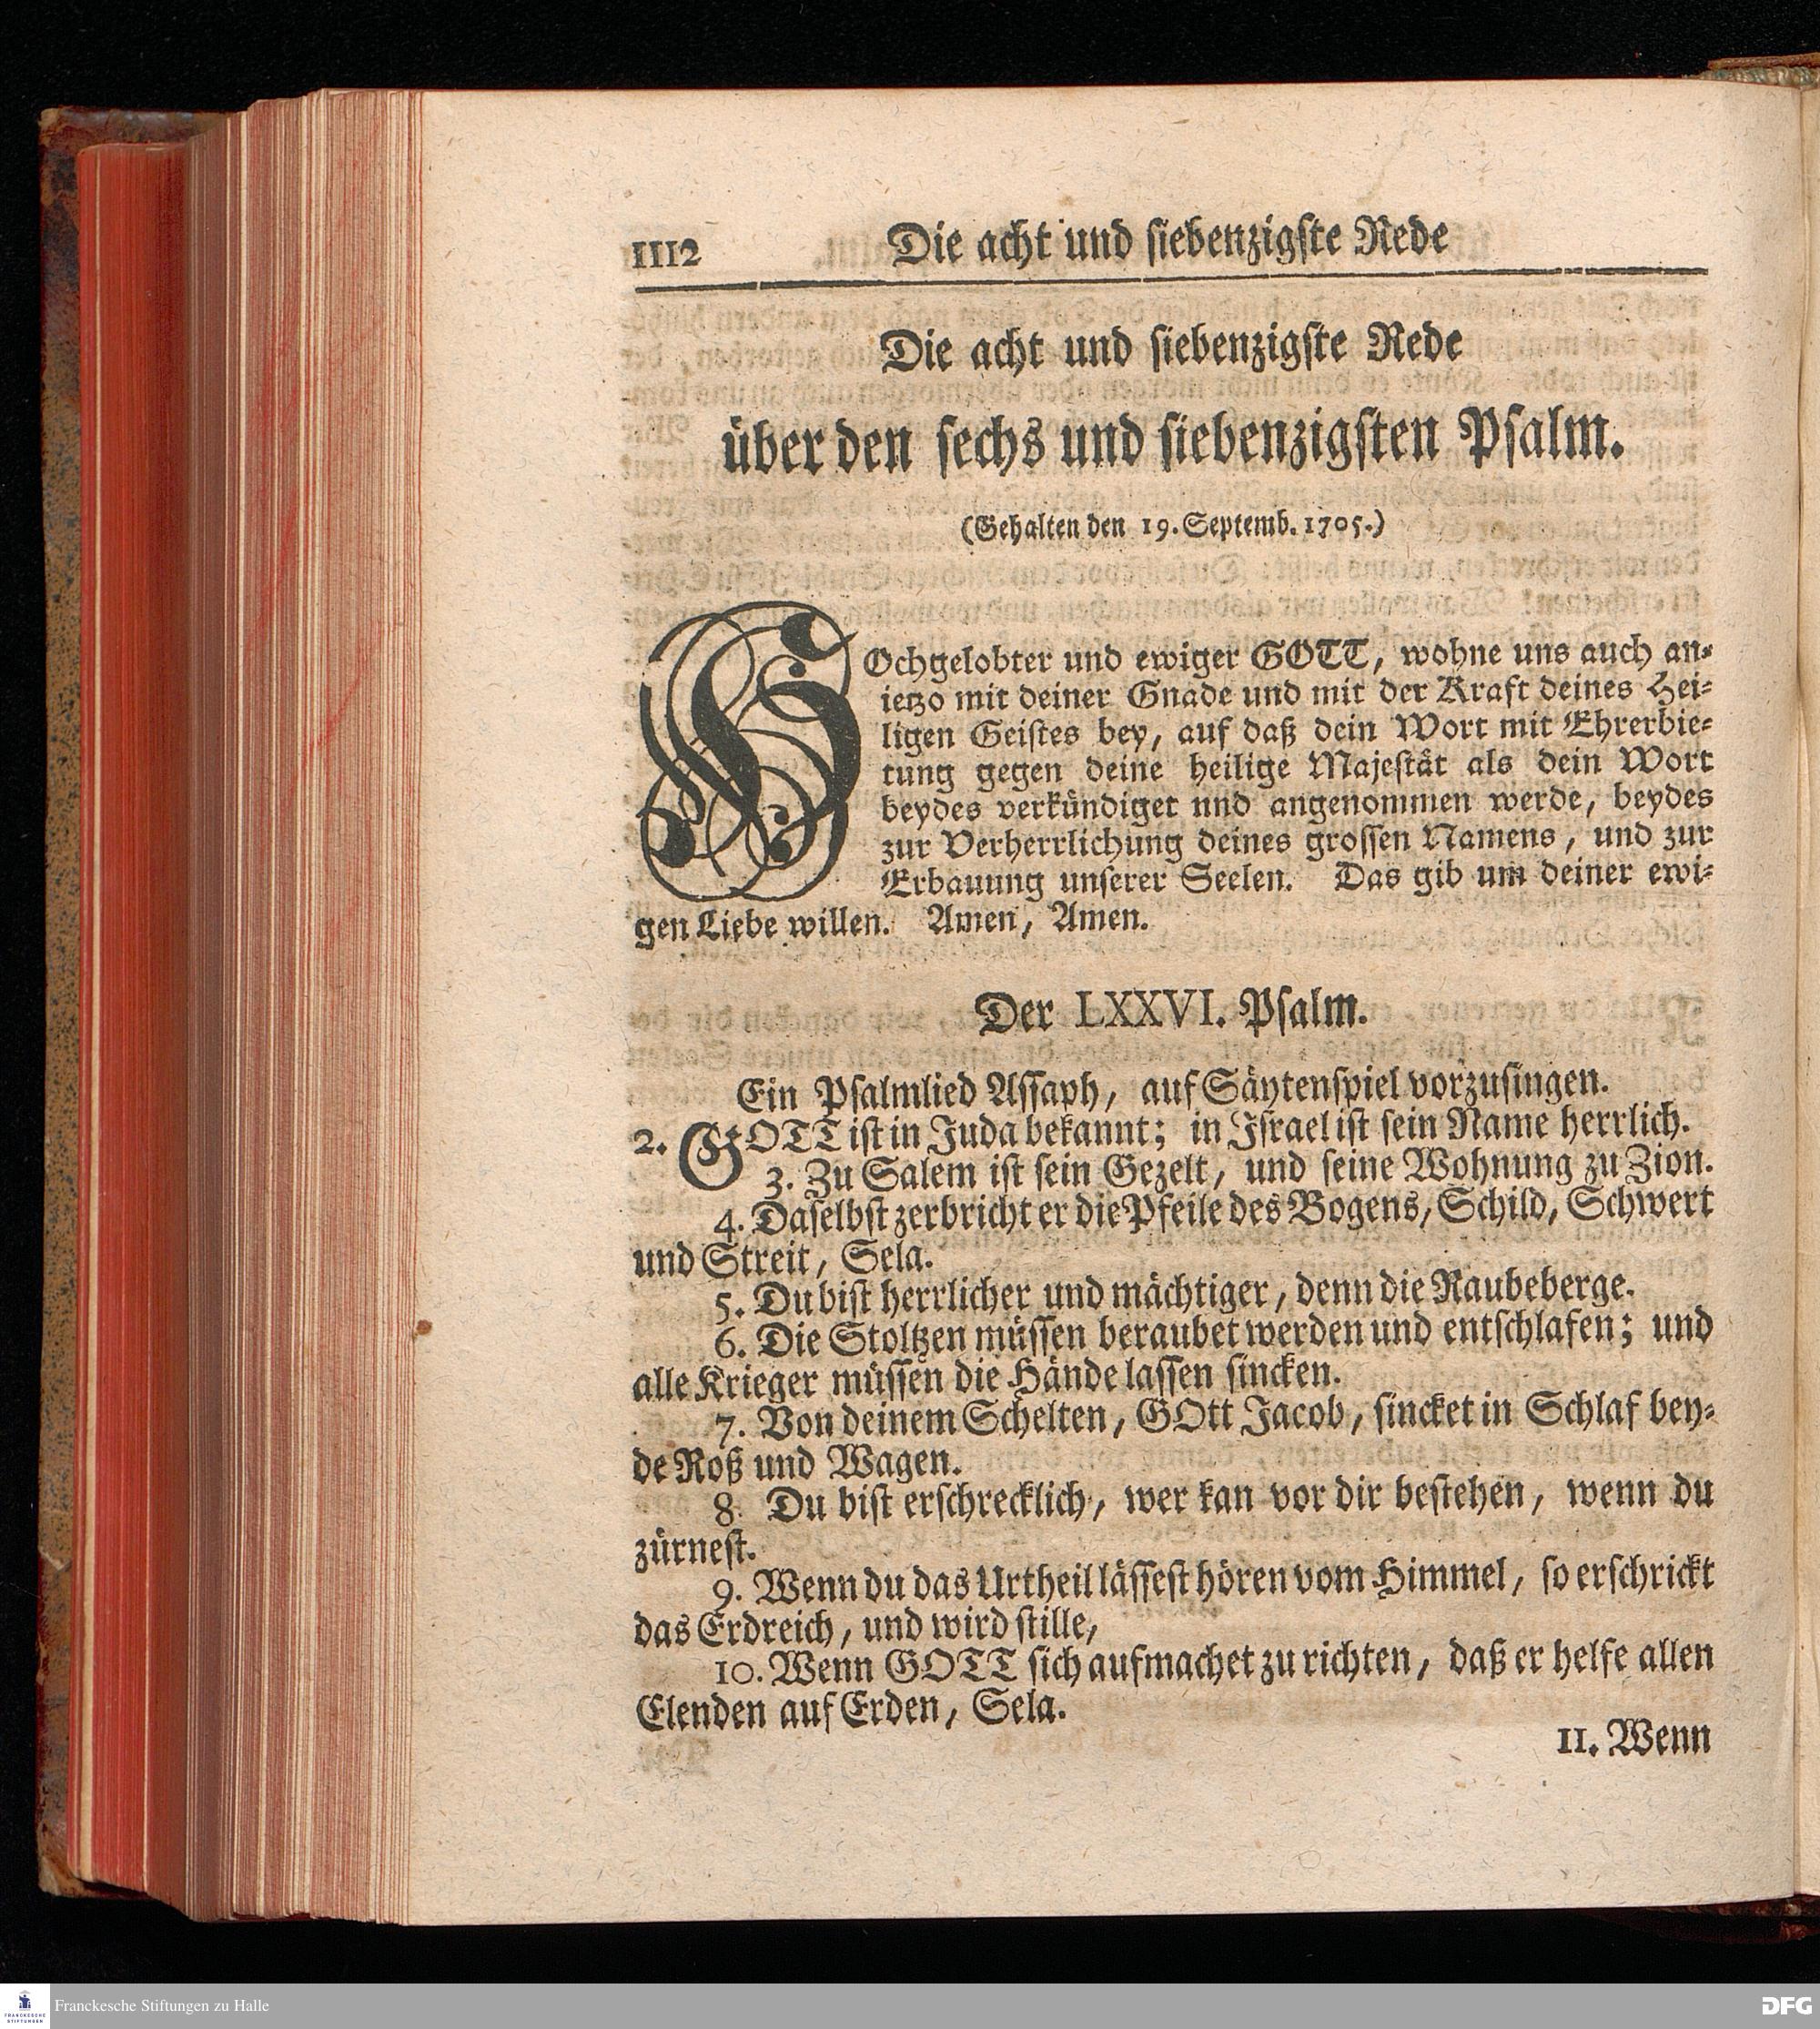 1112 Die acht und siebenzigste Rede
Die acht und siebenzigste Rede
über den sechs und siebenzigsten Psalm.
(Gehalten den 19. Septemb. 1705.)
HOchgelobter und ewiger GOTT, wohne uns auch an-
ietzo mit deiner Gnade und mit der Kraft deines Hei-
ligen Geistes bey, auf daß dein Wort mit Ehrerbie-
tung gegen deine heilige Majestät als dein Wort
beydes verkündiget nnd angenommen werde, beydes
zur Verherrlichung deines grossen Namens, und zur
Erbauung unserer Seelen. Das gib um deiner ewi-
gen Liebe willen. Amen, Amen.
Der LXXVI. Psalm.
Ein Psalmlied Assaph, auf Säytenspiel vorzusingen.
2. GOTT ist in Juda bekannt; in Israel ist sein Name herrlich.
3. Zu Salem ist sein Gezelt, und seine Wohnung zu Zion.
4. Daselbst zerbricht er die Pfeile des Bogens, Schild, Schwert
und Streit, Sela.
5. Du bist herrlicher und mächtiger, denn die Raubeberge.
6. Die Stoltzen müssen beraubet werden und entschlafen; und
alle Krieger müssen die Hände lassen sincken.
7. Von deinem Schelten, GOtt Jacob, sincket in Schlaf bey-
de Roß und Wagen.
8. Du bist erschrecklich, wer kan vor dir bestehen, wenn du
zürnest.
9. Wenn du das Urtheil lässest hören vom Himmel, so erschrickt
das Erdreich, und wird stille,
10. Wenn GOTT sich aufmachet zu richten, daß er helfe allen
Elenden auf Erden, Sela.
11. Wenn
FRANCKESCHE
STIFTUNGEN
Franckesche Stiftungen zu Halle
DFG